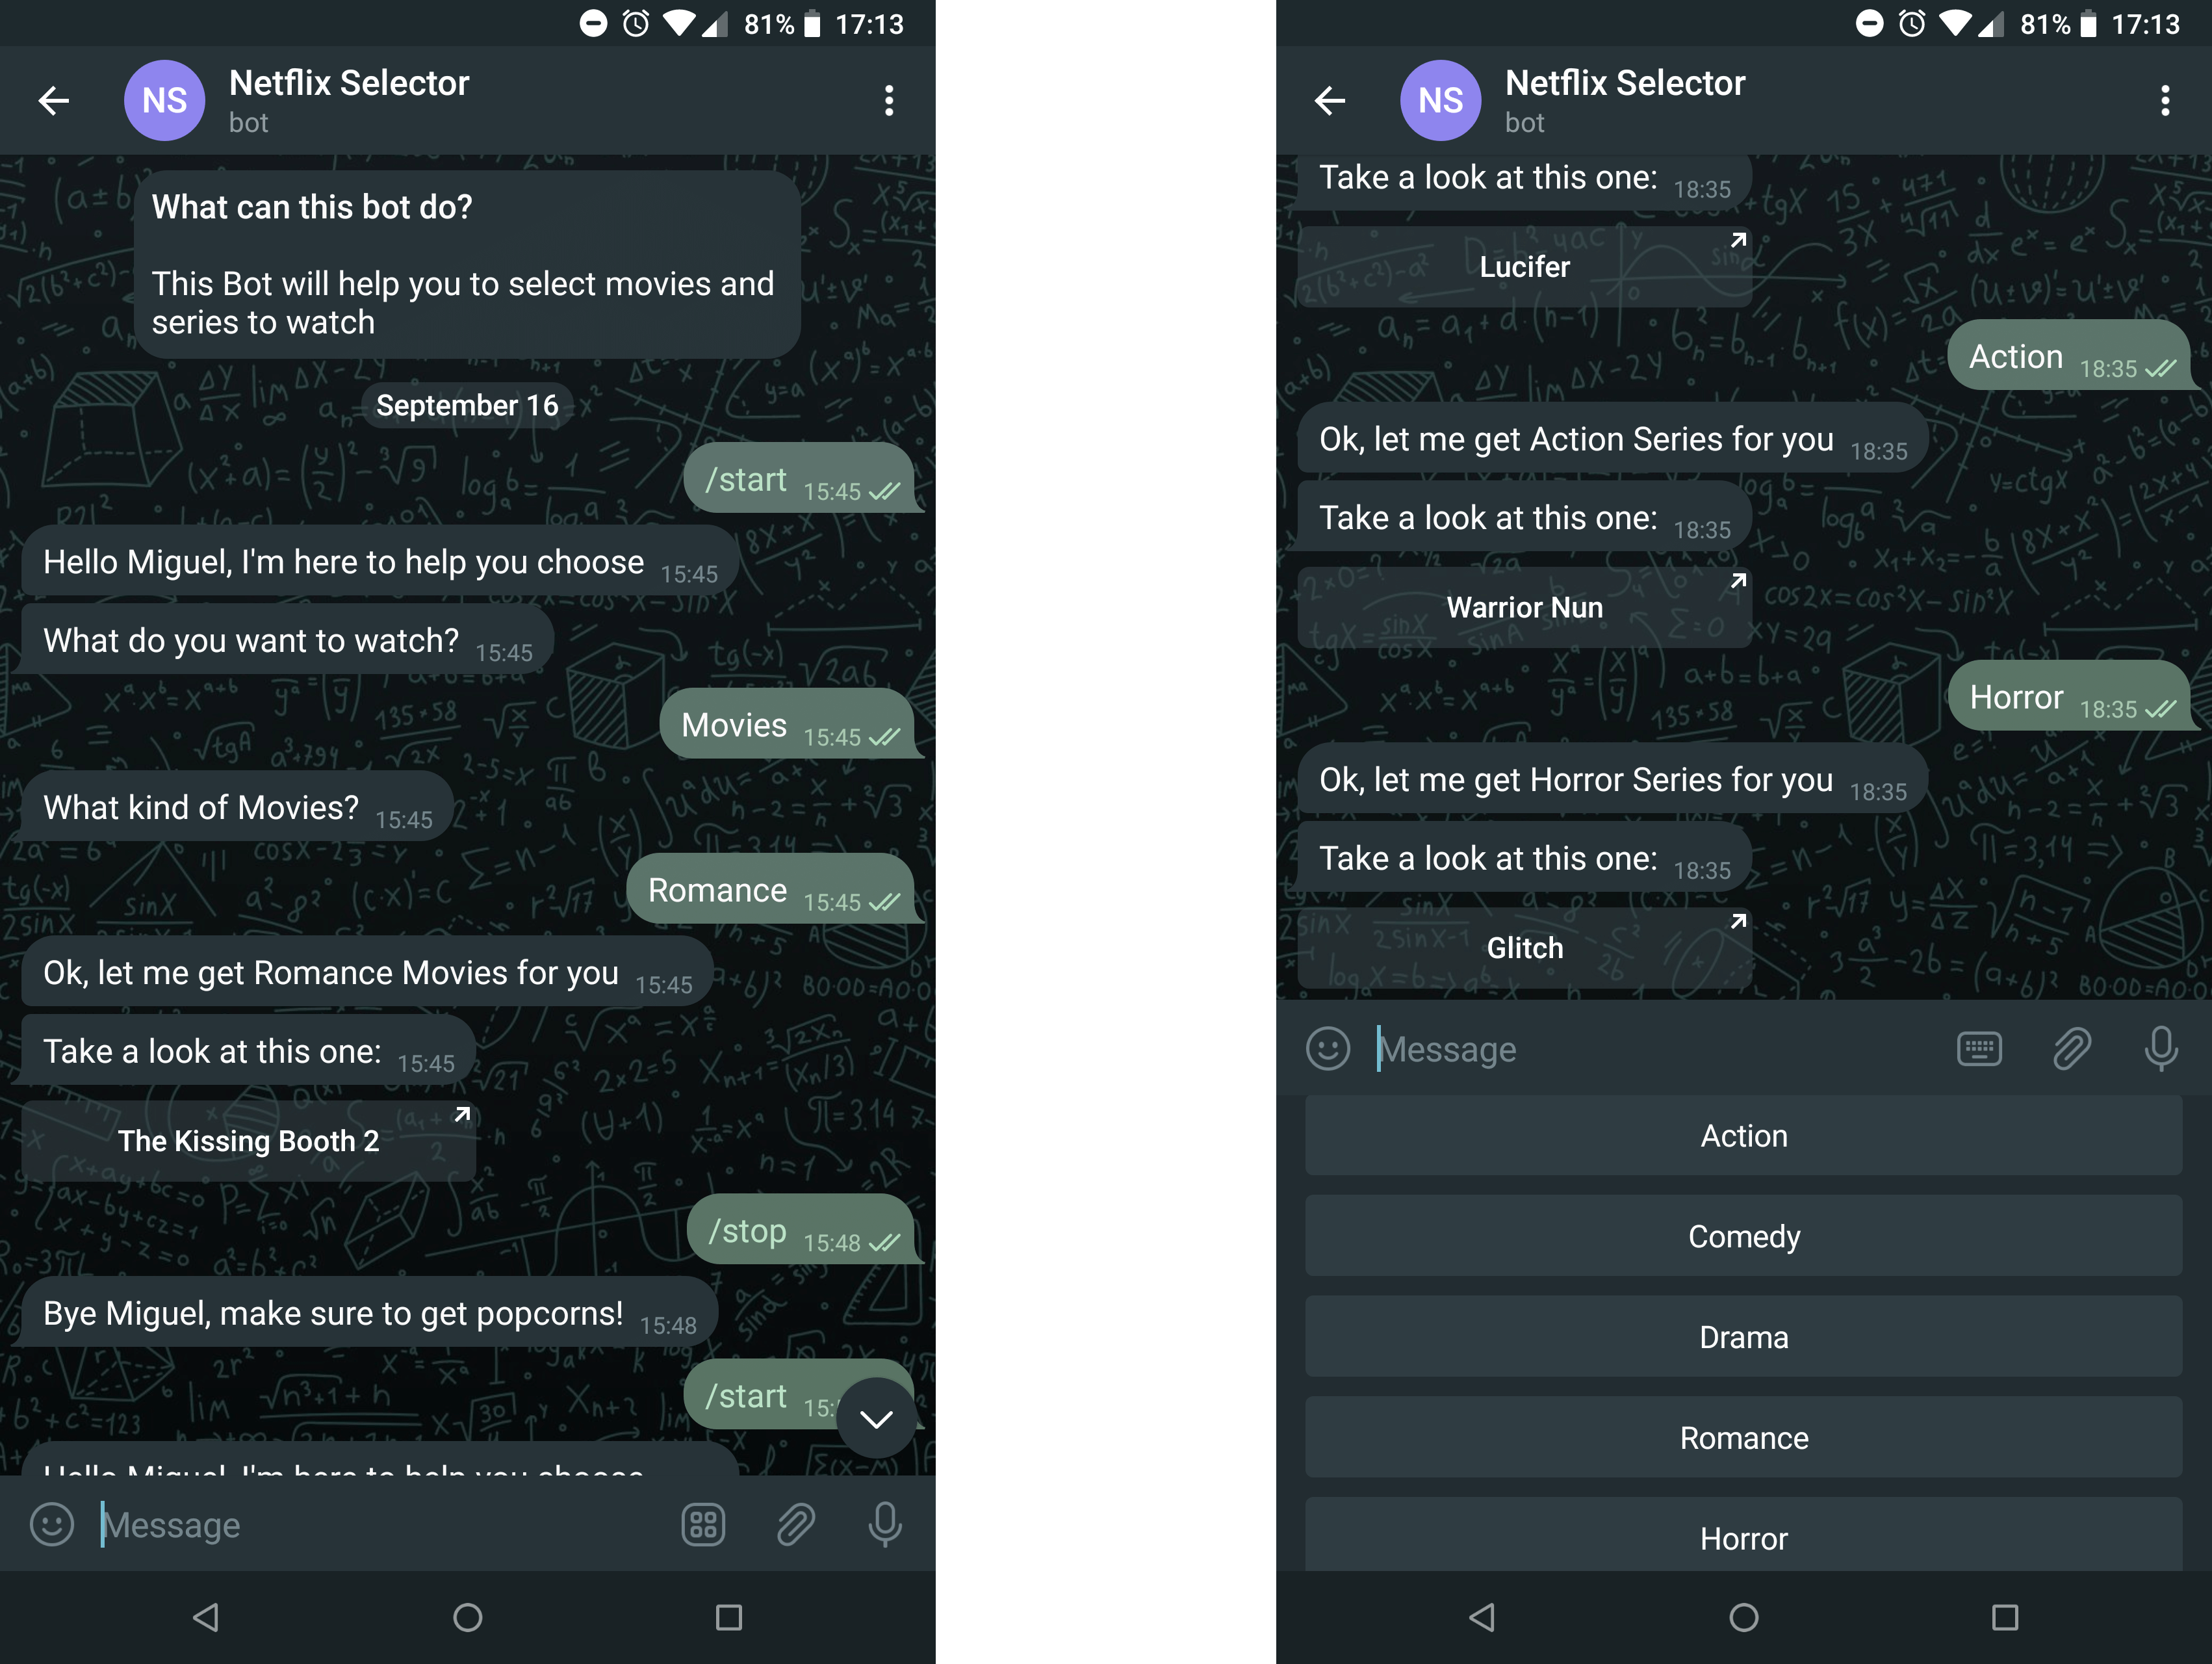 81% 17:13
NS
Netflix Selector
bot
What can this bot do?
This Bot will help you to select movies and
series to watch
September 16
/start 15:45
Hello Miguel, I'm here to help you choose 15:45
What do you want to watch? 15:45
Movies 15:45
What kind of Movies? 15:45
Romance 15:45
Ok, let me get Romance Movies for you 15:45
Take a look at this one: 15:45
The Kissing Booth 2
/stop 15:48
Bye Miguel, make sure to get popcorns! 15:48
/start 15:
Hello Miguel, I'm here to help you choose
Message
81% 17:13
NS
Netflix Selector
bot
Take a look at this one: 18:35
Lucifer
Action 18:35
Ok, let me get Action Series for you 18:35
Take a look at this one: 18:35
Warrior Nun
Horror 18:35
Ok, let me get Horror Series for you 18:35
Take a look at this one: 18:35
Glitch
Message
Action
Comedy
Drama
Romance
Horror